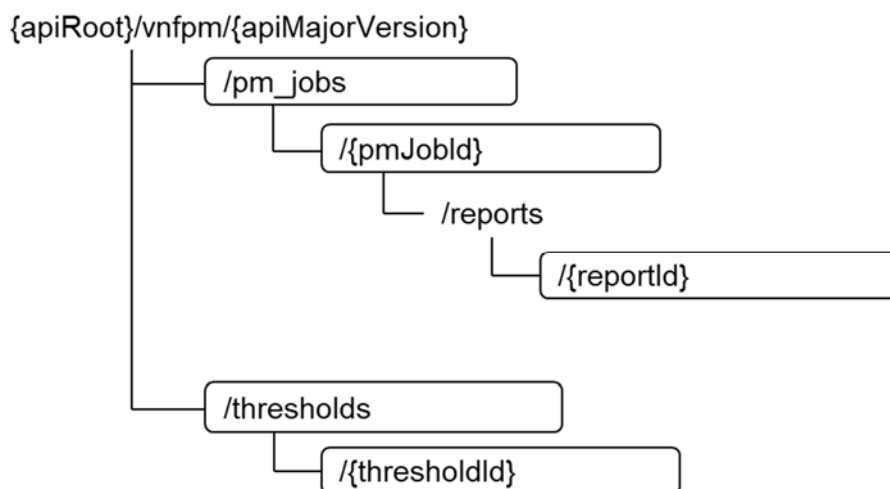 {apiRoot}/vnfpm/{apiMajorVersion}
/pm_jobs
/{pmJobId}
/reports
/{reportId}
/thresholds
/{thresholdId}